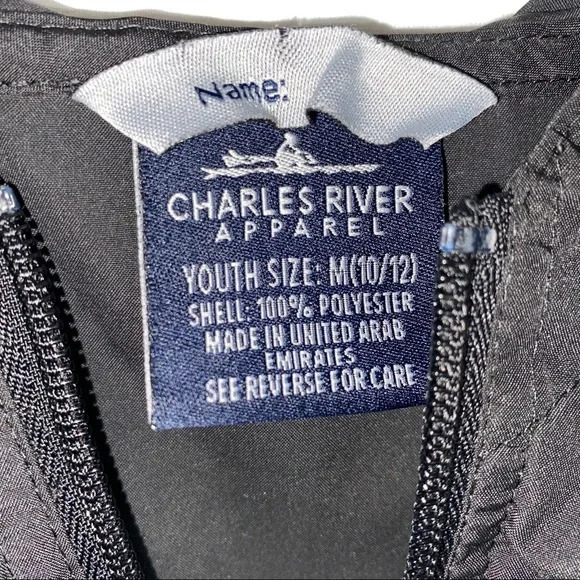 Name:
CHARLES RIVER
APPAREL
YOUTH SIZE: M(10/12)
SHELL: 100% POLYESTER
MADE IN UNITED ARAB
EMIRATES
SEE REVERSE FOR CARE